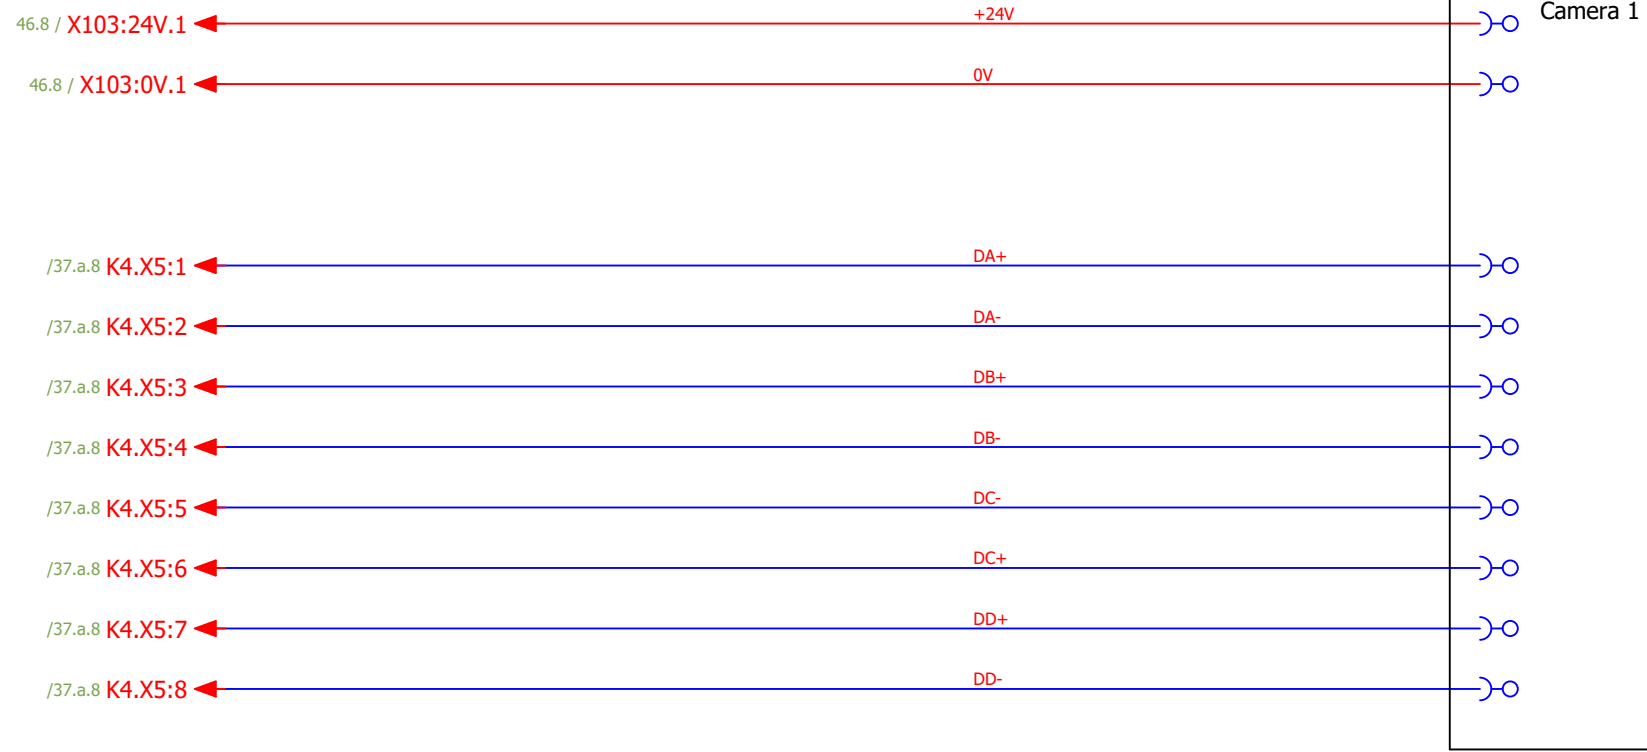 46.8 / X103:24V.1 +24V Camera 1
46.8 / X103:0V.1 0V
/37.a.8 K4.X5:1 DA+
/37.a.8 K4.X5:2 DA-
/37.a.8 K4.X5:3 DB+
/37.a.8 K4.X5:4 DB-
/37.a.8 K4.X5:5 DC-
/37.a.8 K4.X5:6 DC+
/37.a.8 K4.X5:7 DD+
/37.a.8 K4.X5:8 DD-